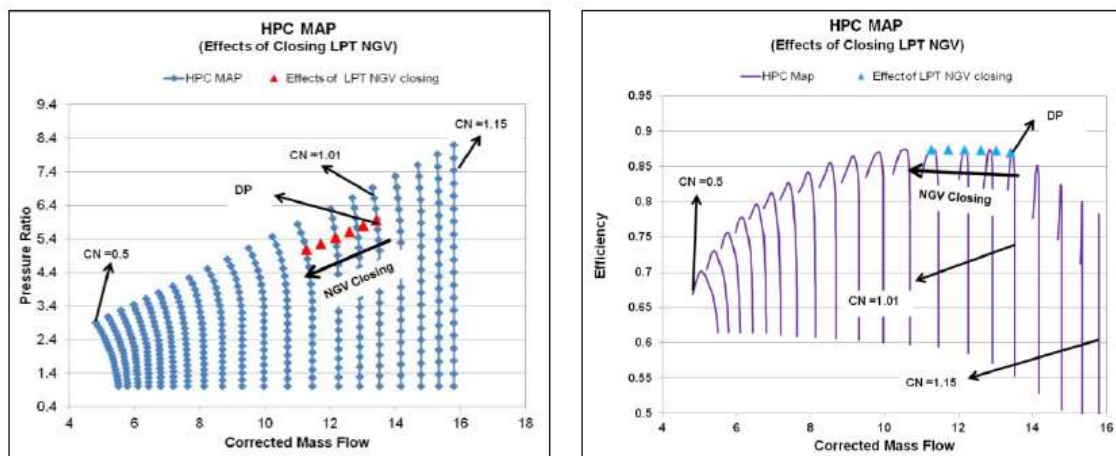 HPC MAP
(Effects of Closing LPT NGV)
HPC MAP
Effects of LPT NGV closing
9.4
8.4
7.4
6.4
5.4
4.4
3.4
2.4
1.4
0.4
Pressure Ratio
CN =1.15
CN =1.01
DP
CN =0.5
NGV Closing
4
6
8
10
12
14
16
18
Corrected Mass Flow
HPC MAP
(Effects of Closing LPT NGV)
HPC Map
Effect of LPT NGV closing
0.95
0.9
0.85
0.8
0.75
0.7
0.65
0.6
0.55
0.5
Efficiency
DP
CN =0.5
NGV Closing
CN =1.01
CN =1.15
4
6
8
10
12
14
16
Corrected Mass Flow